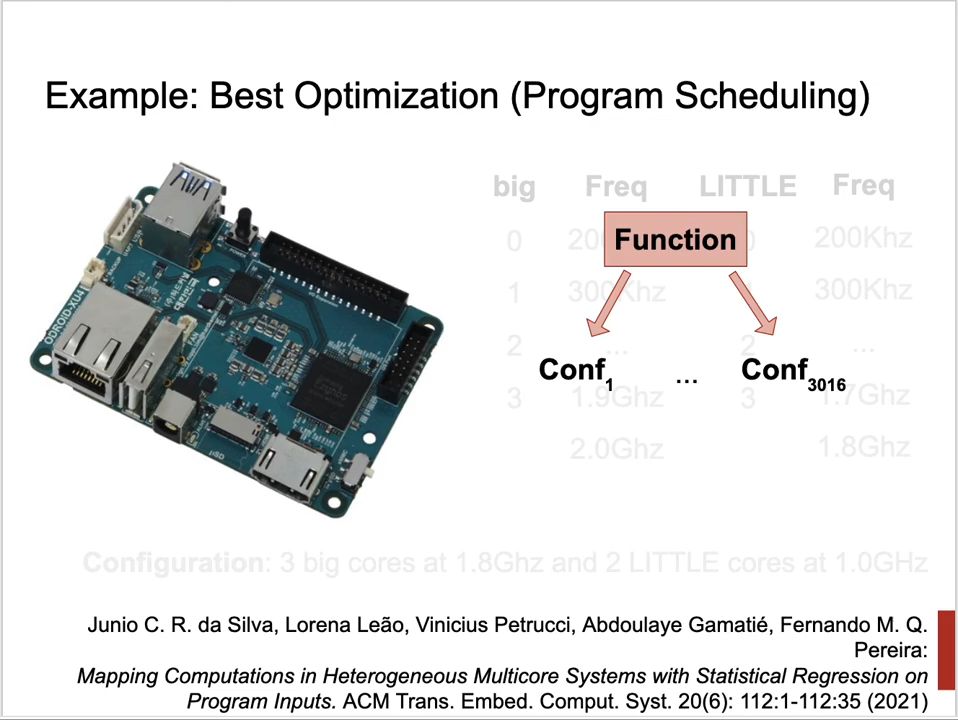 Example: Best Optimization (Program Scheduling)
big Freq LITTLE Freq
0 200Khz
1 300Khz 300Khz
2 ... 2 ...
3 1.9Ghz 3 1.7Ghz
2.0Ghz 1.8Ghz
Function
Conf1 ... Conf3016
ODROID-XU4
Configuration: 3 big cores at 1.8Ghz and 2 LITTLE cores at 1.0GHz
Junio C. R. da Silva, Lorena Leão, Vinicius Petrucci, Abdoulaye Gamatié, Fernando M. Q.
Pereira:
Mapping Computations in Heterogeneous Multicore Systems with Statistical Regression on
Program Inputs. ACM Trans. Embed. Comput. Syst. 20(6): 112:1-112:35 (2021)